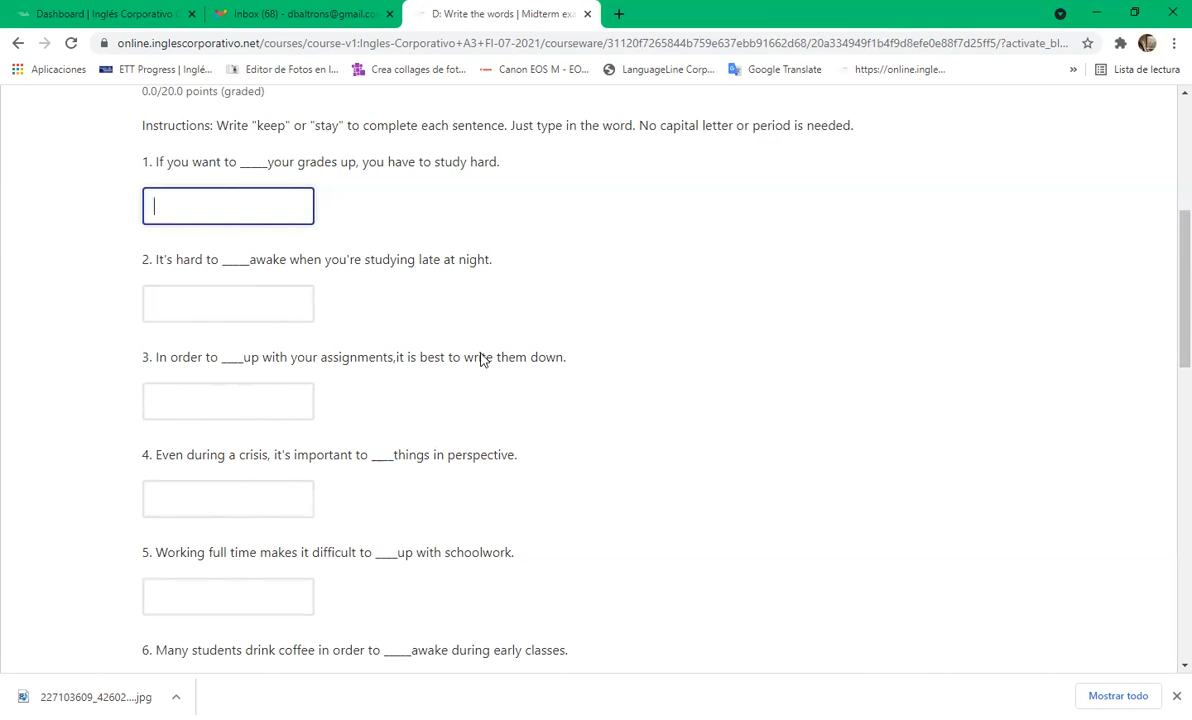 Dashboard | Inglés Corporativo
Inbox (68) - dbaltrons@gmail.co
D: Write the words | Midterm exa
online.inglescorporativo.net/courses/course-v1:Ingles-Corporativo+A3+FI-07-2021/courseware/31120f7265844b759e637ebb91662d68/20a334949f1b4f9d8efe0e88f7d25ff5/?activate_bl...
Aplicaciones
ETT Progress | Inglé...
Editor de Fotos en l...
Crea collages de fot...
Canon EOS M - EO...
LanguageLine Corp...
Google Translate
https://online.ingle...
»
Lista de lectura
0.0/20.0 points (graded)
Instructions: Write "keep" or "stay" to complete each sentence. Just type in the word. No capital letter or period is needed.
1. If you want to _____your grades up, you have to study hard.
2. It's hard to _____awake when you're studying late at night.
3. In order to ____up with your assignments,it is best to write them down.
4. Even during a crisis, it's important to ____things in perspective.
5. Working full time makes it difficult to ____up with schoolwork.
6. Many students drink coffee in order to _____awake during early classes.
227103609_42602....jpg
Mostrar todo